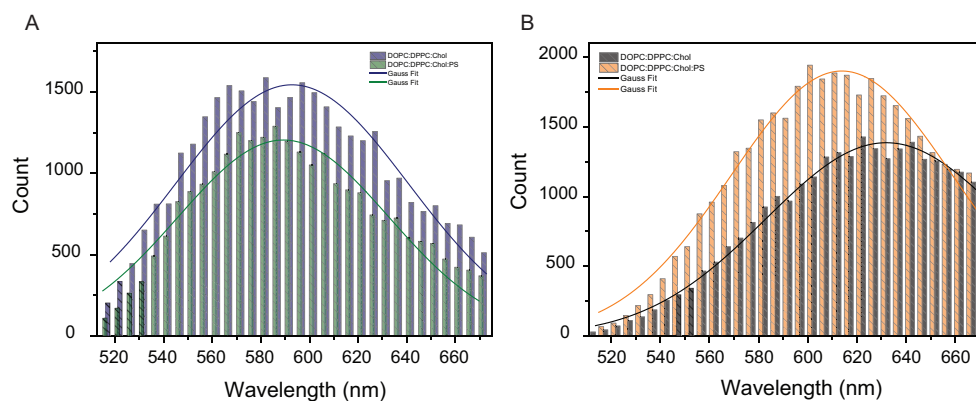 A
DOPC:DPPC:Chol
DOPC:DPPC:Chol:PS
Gauss Fit
Gauss Fit
1500
1000
500
0
Count
520 540 560 580 600 620 640 660
Wavelength (nm)
B
DOPC:DPPC:Chol
DOPC:DPPC:Chol:PS
Gauss Fit
Gauss Fit
2000
1500
1000
500
0
Count
520 540 560 580 600 620 640 660
Wavelength (nm)